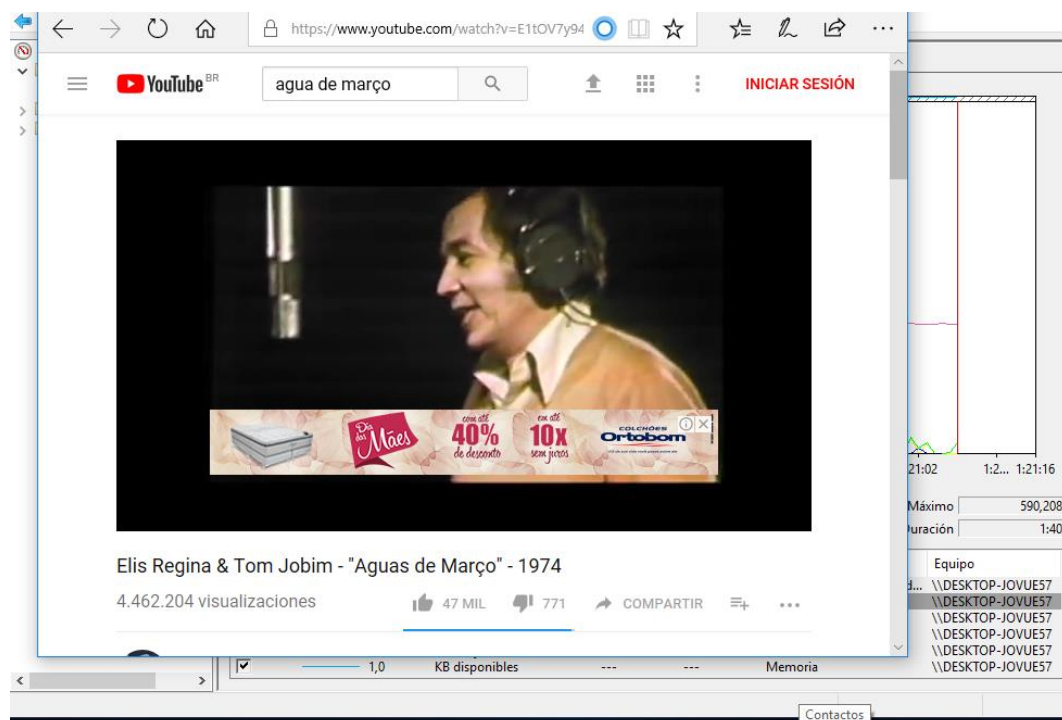 https://www.youtube.com/watch?v=E1tOV7y94
YouTube BR
agua de março
INICIAR SESIÓN
Dia das Mães
com até
40%
de desconto
em até
10X
sem juros
COLCHÕES
Ortobom
Elis Regina & Tom Jobim - "Aguas de Março" - 1974
4.462.204 visualizaciones
47 MIL
771
COMPARTIR
21:02
1:2...
1:21:16
Máximo
590,208
uración
1:40
Equipo
d... \\DESKTOP-JOVUE57
\\DESKTOP-JOVUE57
\\DESKTOP-JOVUE57
\\DESKTOP-JOVUE57
\\DESKTOP-JOVUE57
1,0 KB disponibles --- --- Memoria \\DESKTOP-JOVUE57
Contactos